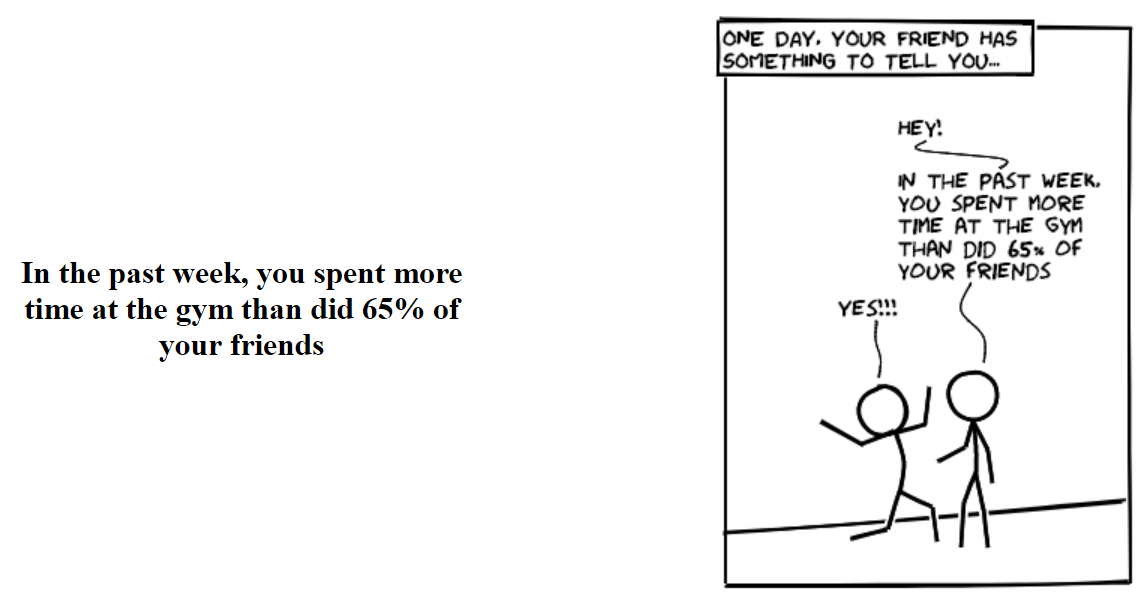 In the past week, you spent more
time at the gym than did 65% of
your friends
ONE DAY, YOUR FRIEND HAS
SOMETHING TO TELL YOU...
HEY!
IN THE PAST WEEK,
YOU SPENT MORE
TIME AT THE GYM
THAN DID 65% OF
YOUR FRIENDS
YES!!!